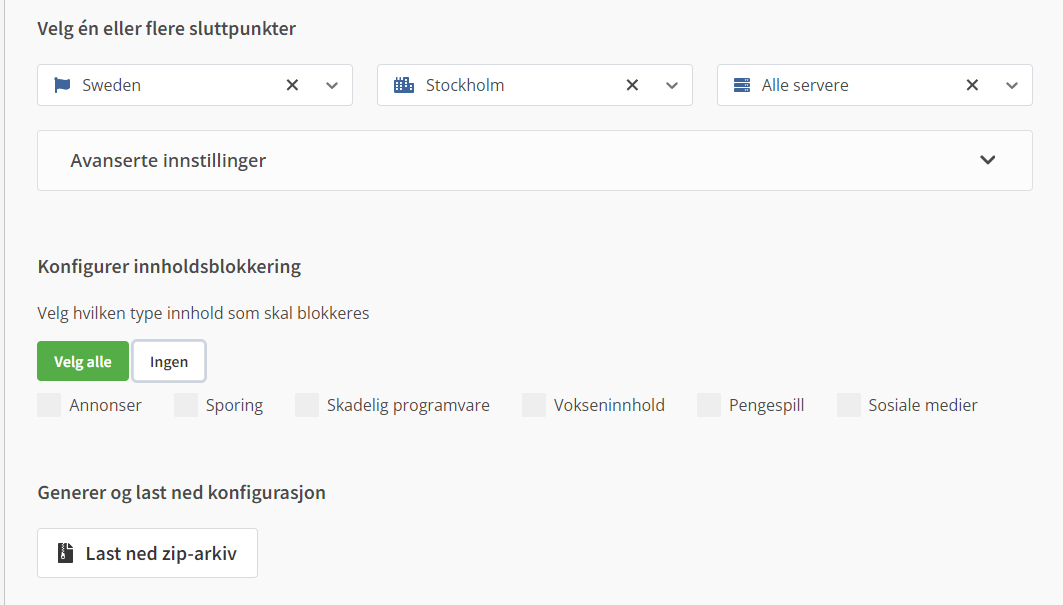 Velg én eller flere sluttpunkter
Sweden Stockholm Alle servere
Avanserte innstillinger
Konfigurer innholdsblokkering
Velg hvilken type innhold som skal blokkeres
Velg alle Ingen
Annonser Sporing Skadelig programvare Vokseninnhold Pengespill Sosiale medier
Generer og last ned konfigurasjon
Last ned zip-arkiv